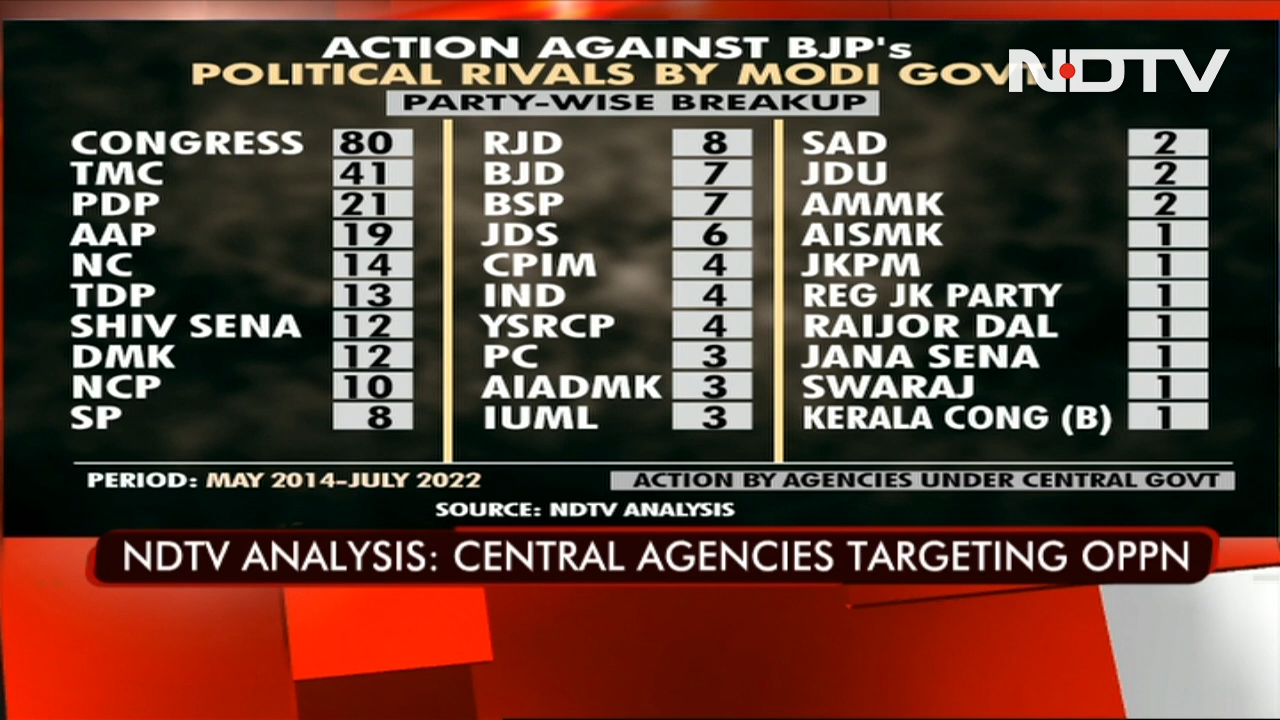 ACTION AGAINST BJP's
POLITICAL RIVALS BY MODI GOVT
NDTV
PARTY-WISE BREAKUP
CONGRESS 80
TMC 41
PDP 21
AAP 19
NC 14
TDP 13
SHIV SENA 12
DMK 12
NCP 10
SP 8
RJD 8
BJD 7
BSP 7
JDS 6
CPIM 4
IND 4
YSRCP 4
PC 3
AIADMK 3
IUML 3
SAD 2
JDU 2
AMMK 2
AISMK 1
JKPM 1
REG JK PARTY 1
RAIJOR DAL 1
JANA SENA 1
SWARAJ 1
KERALA CONG (B) 1
PERIOD: MAY 2014-JULY 2022
ACTION BY AGENCIES UNDER CENTRAL GOVT
SOURCE: NDTV ANALYSIS
NDTV ANALYSIS: CENTRAL AGENCIES TARGETING OPPN